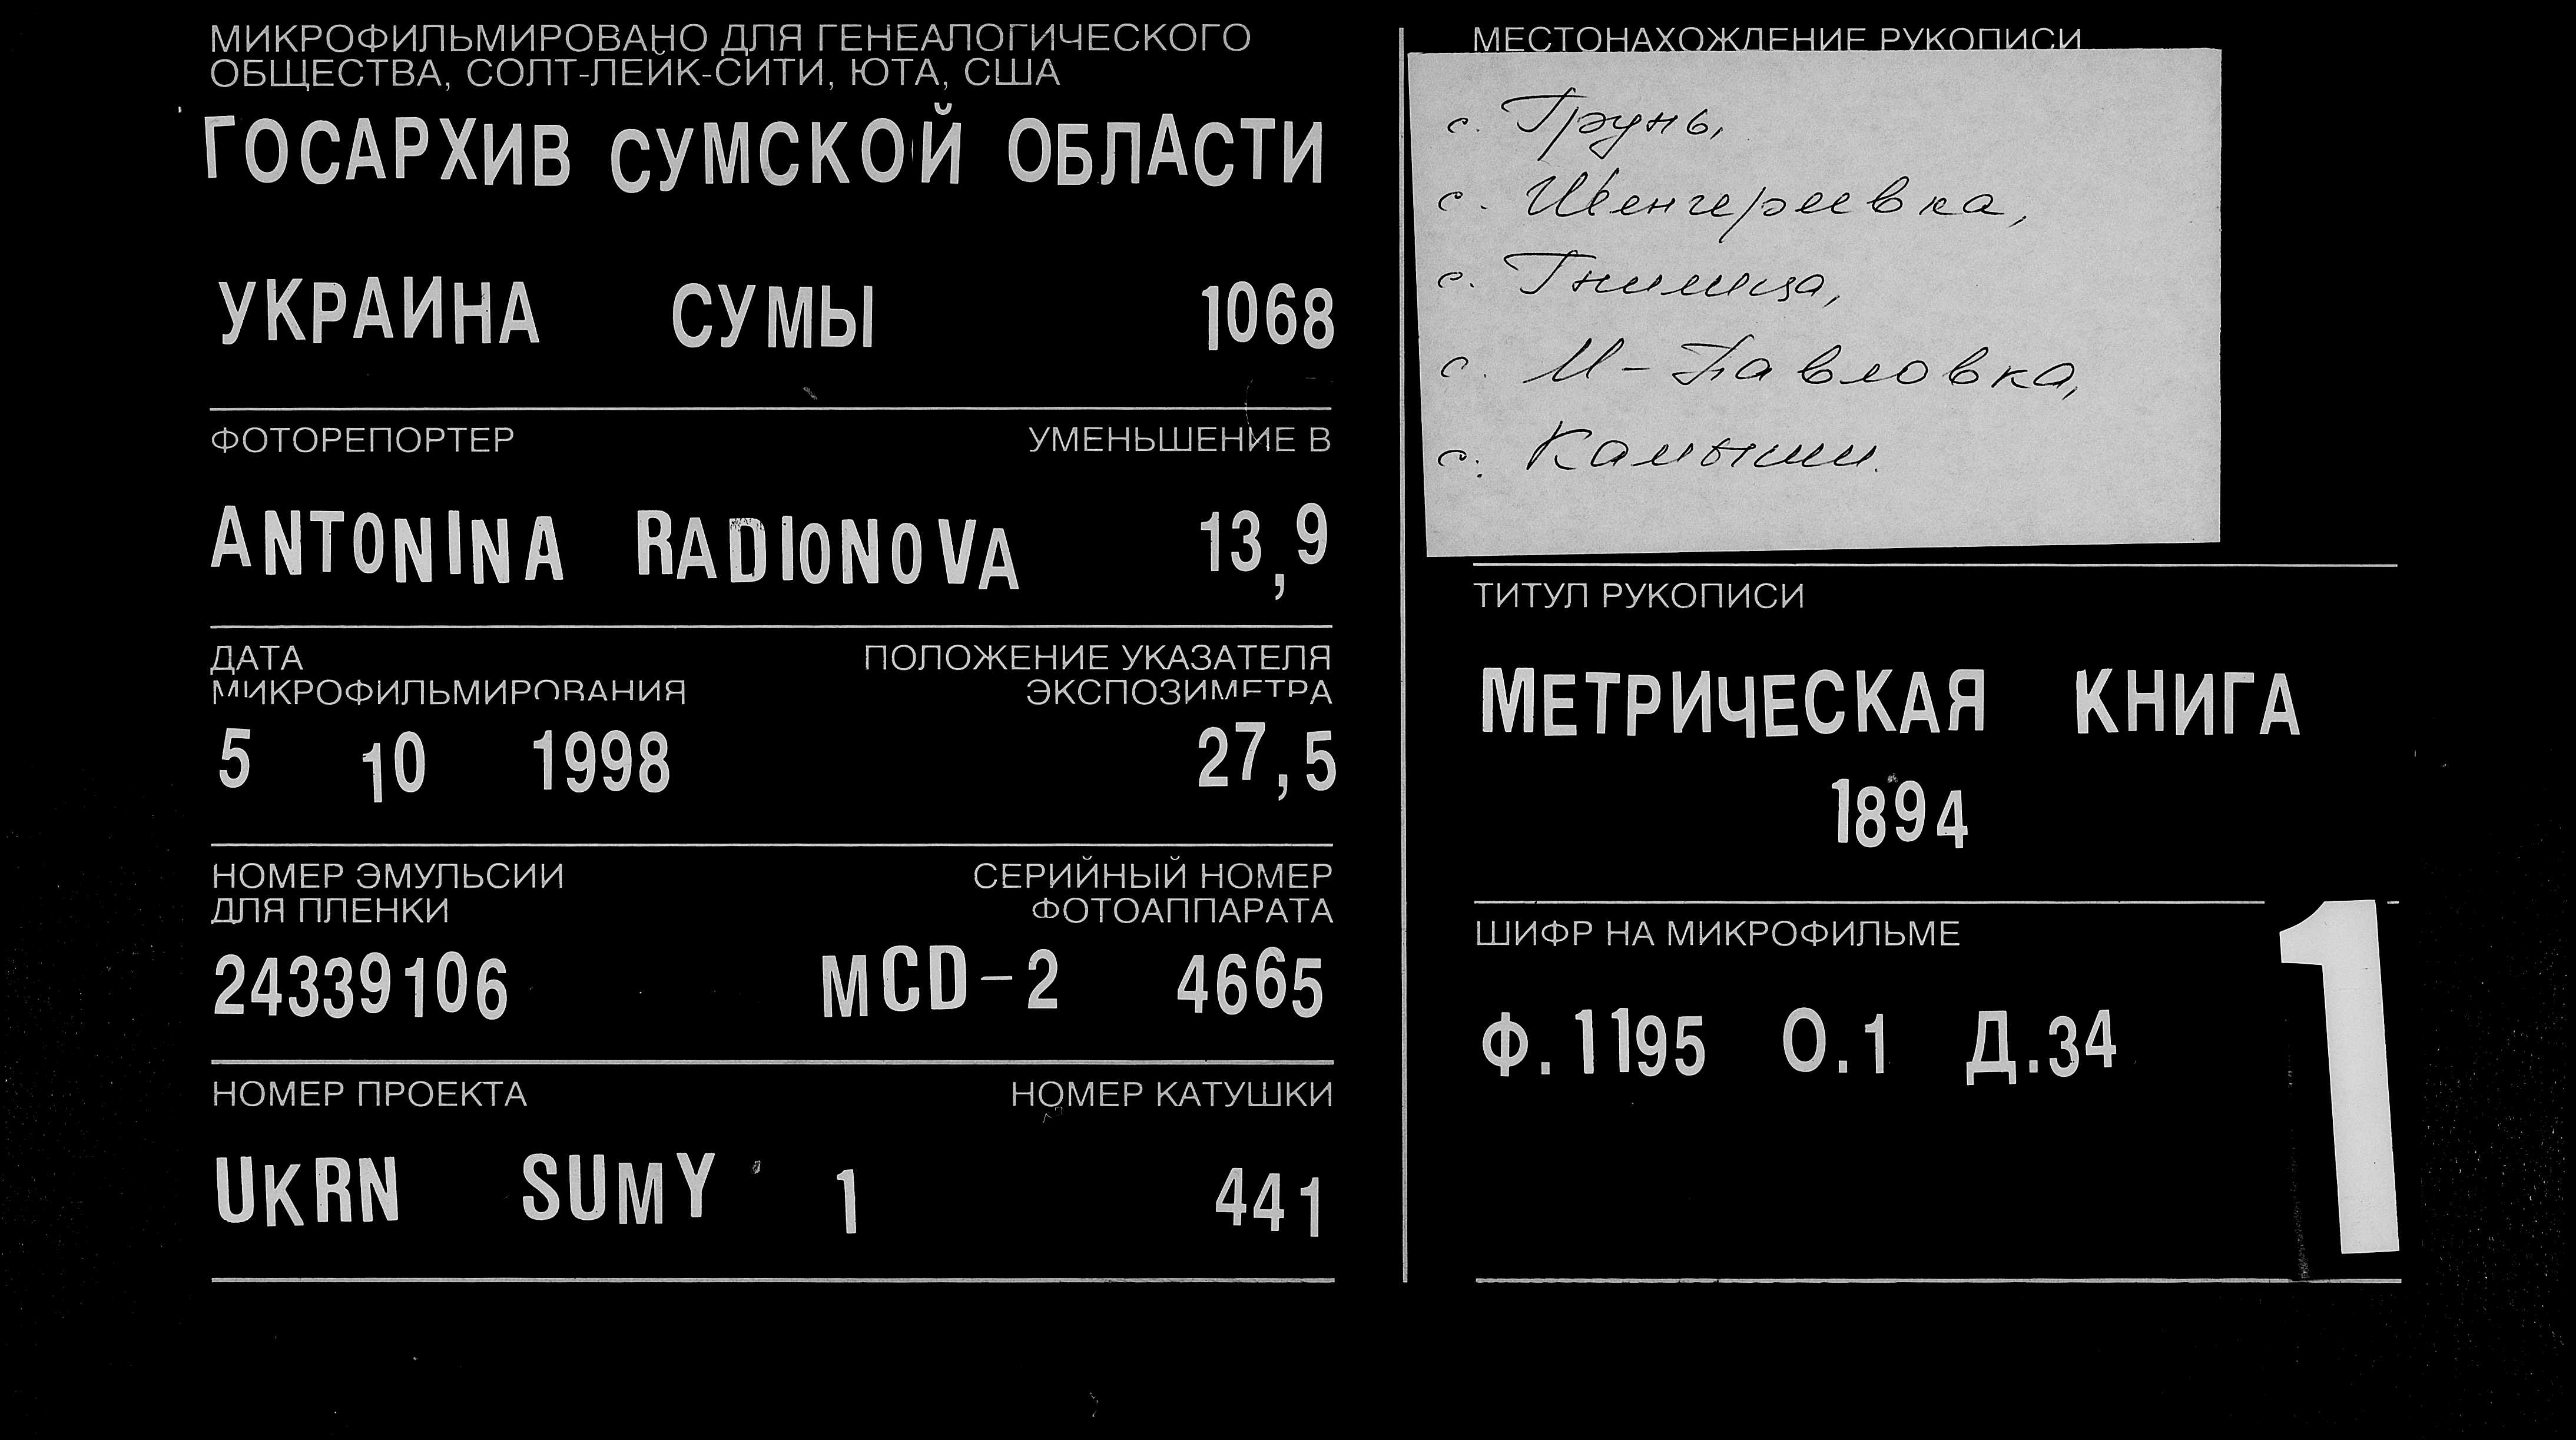 МИКРОФИЛЬМИРОВАНО ДЛЯ ГЕНЕАЛОГИЧЕСКОГО
ОБЩЕСТВА, СОЛТ-ЛЕЙК-СИТИ, ЮТА, США
ГОСАРХИВ СУМСКОЙ ОБЛАСТИ
УКРАИНА СУМЫ 1068
ФОТОРЕПОРТЕР УМЕНЬШЕНИЕ В
ANTONINA RADIONOVA 13,9
ДАТА ПОЛОЖЕНИЕ УКАЗАТЕЛЯ
МИКРОФИЛЬМИРОВАНИЯ ЭКСПОЗИМЕТРА
5 10 1998 27,5
НОМЕР ЭМУЛЬСИИ СЕРИЙНЫЙ НОМЕР
ДЛЯ ПЛЕНКИ ФОТОАППАРАТА
24339106 MCD-2 4665
НОМЕР ПРОЕКТА НОМЕР КАТУШКИ
UKRN SUMY 1 441
МЕСТОНАХОЖДЕНИЕ РУКОПИСИ
с. Грунь,
с. Шенгереевка,
с. Гнилица,
с. И-Павловка,
с. Камыши.
ТИТУЛ РУКОПИСИ
МЕТРИЧЕСКАЯ КНИГА
1894
ШИФР НА МИКРОФИЛЬМЕ
Ф.1195 О.1 Д.34
1